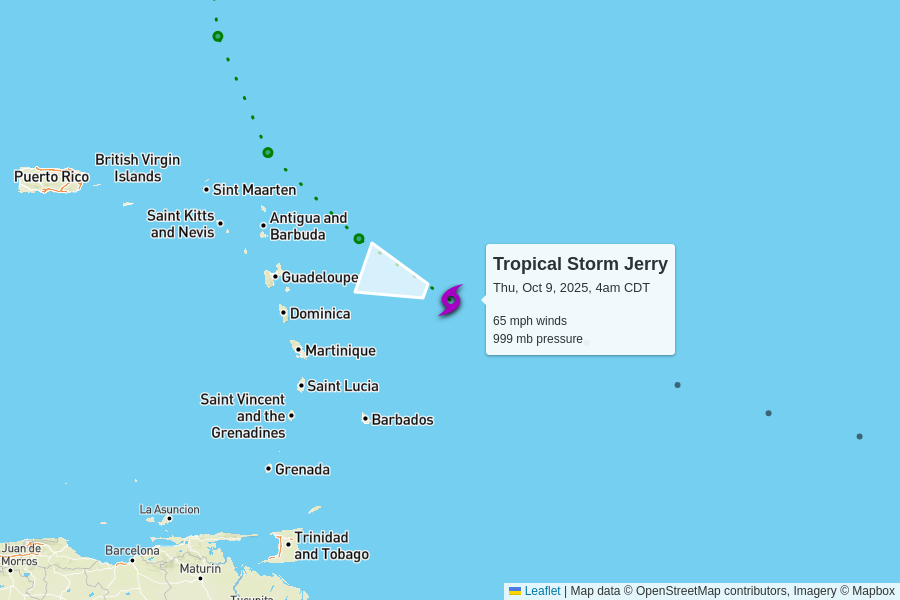 British Virgin
Islands
Puerto Rico
Sint Maarten
Saint Kitts
and Nevis
Antigua and
Barbuda
Guadeloupe
Tropical Storm Jerry
Thu, Oct 9, 2025, 4am CDT
65 mph winds
999 mb pressure
Dominica
Martinique
Saint Lucia
Saint Vincent
and the
Grenadines
Barbados
Grenada
La Asuncion
Trinidad
and Tobago
Juan de
Morros
Barcelona
Maturin
Tucupita
Leaflet | Map data © OpenStreetMap contributors, Imagery © Mapbox